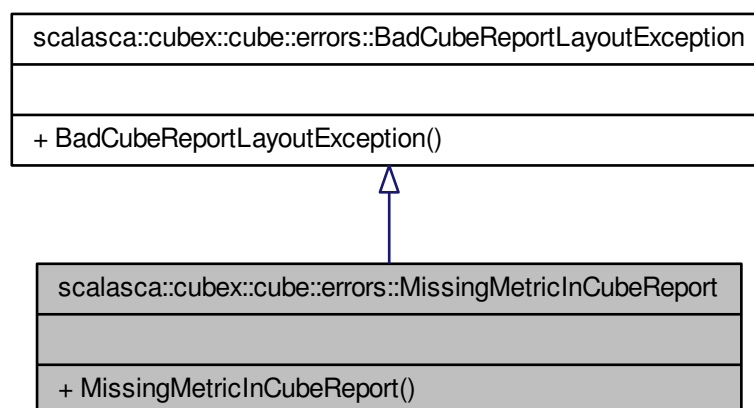 scalasca::cubex::cube::errors::BadCubeReportLayoutException
+ BadCubeReportLayoutException()
scalasca::cubex::cube::errors::MissingMetricInCubeReport
+ MissingMetricInCubeReport()